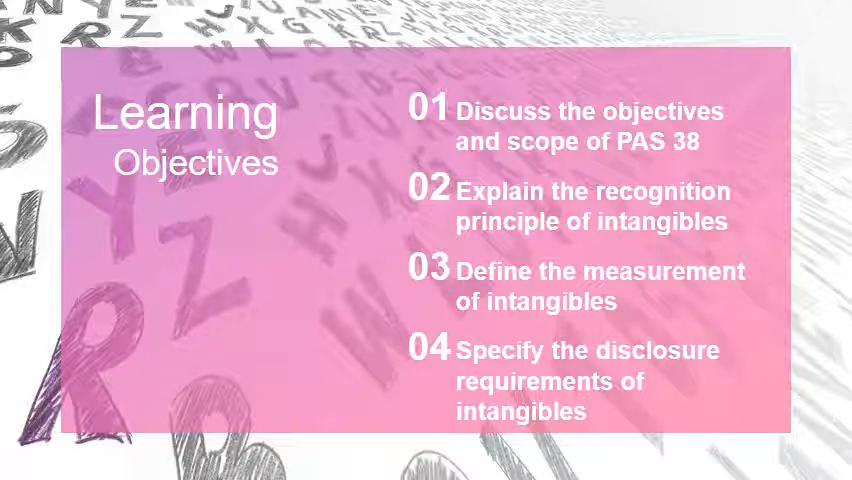 Learning
Objectives
01 Discuss the objectives
and scope of PAS 38
02 Explain the recognition
principle of intangibles
03 Define the measurement
of intangibles
04 Specify the disclosure
requirements of
intangibles